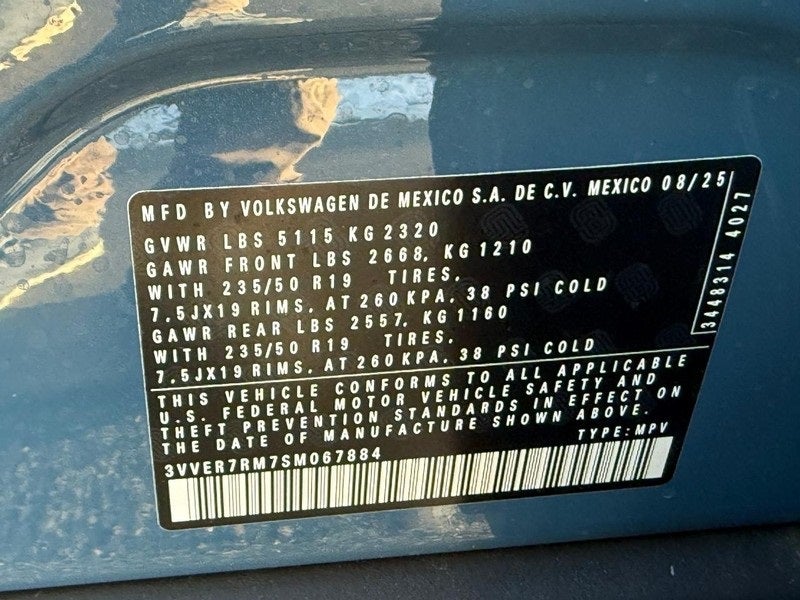 MFD BY VOLKSWAGEN DE MEXICO S.A. DE C.V. MEXICO 08/25
GVWR LBS 5115 KG 2320
GAWR FRONT LBS 2668, KG 1210
WITH 235/50 R19 TIRES,
7.5JX19 RIMS, AT 260 KPA, 38 PSI COLD
GAWR REAR LBS 2557, KG 1160
WITH 235/50 R19 TIRES.
7.5JX19 RIMS, AT 260 KPA, 38 PSI COLD
THIS VEHICLE CONFORMS TO ALL APPLICABLE
U.S. FEDERAL MOTOR VEHICLE SAFETY AND
THEFT PREVENTION STANDARDS IN EFFECT ON
THE DATE OF MANUFACTURE SHOWN ABOVE.
TYPE: MPV
3VVER7RM7SM067884
3448314 4027